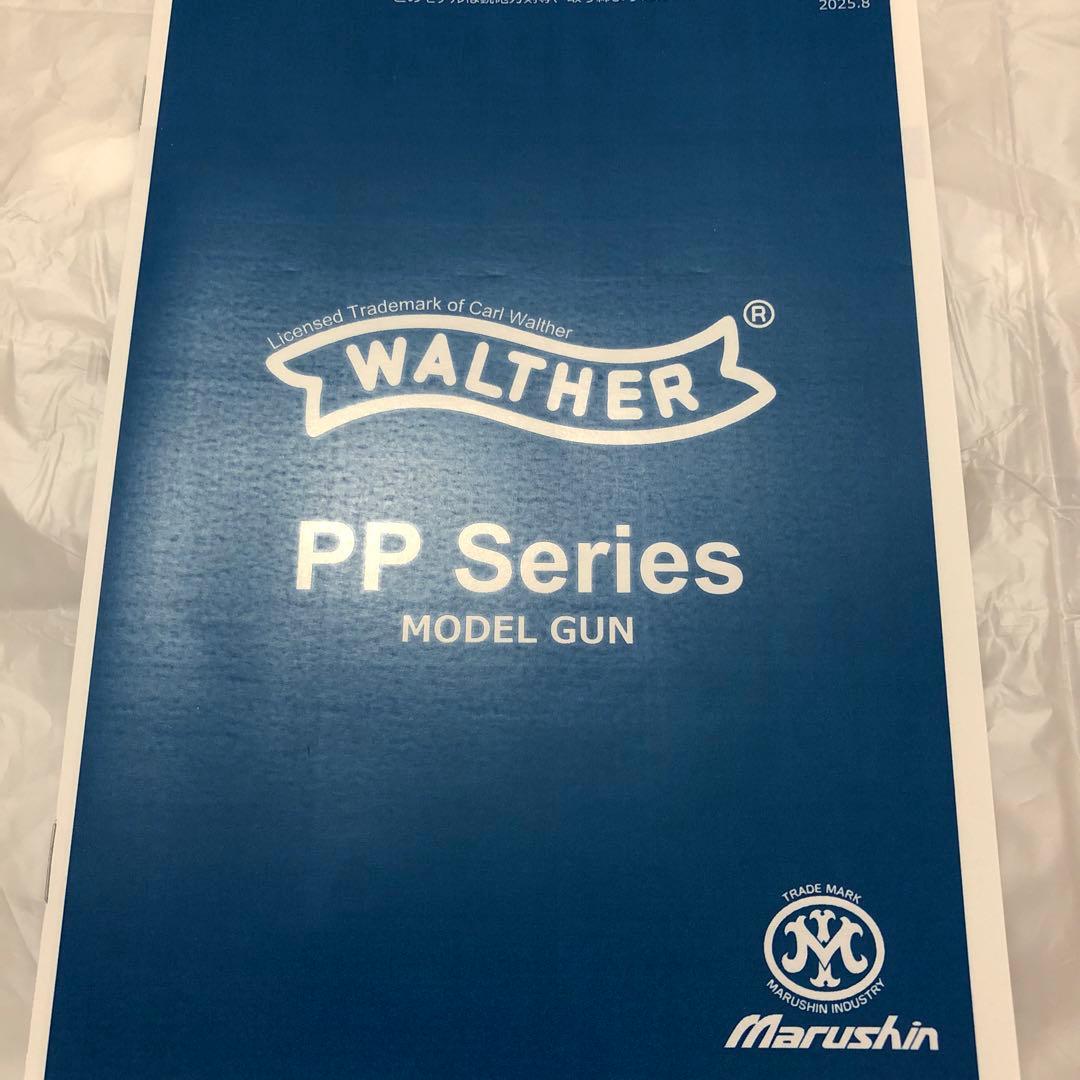 2025.8
Licensed Trademark of Carl Walther
WALTHER ®
PP Series
MODEL GUN
TRADE MARK
MARUSHIN INDUSTRY
Marushin